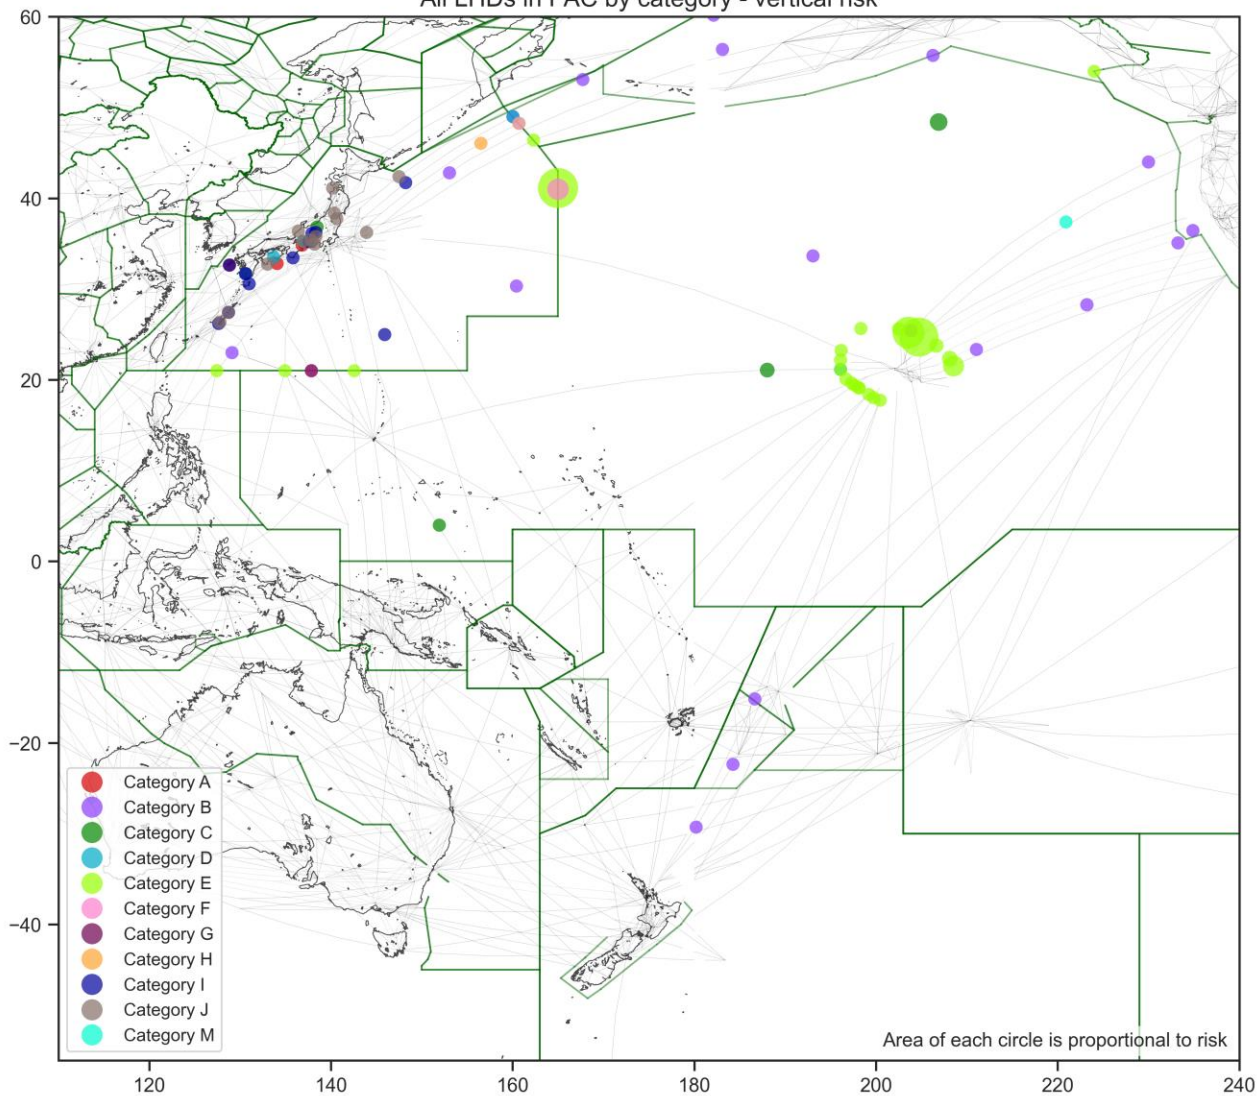 All LHDs in PAC by category - vertical risk
60
40
20
0
−20
−40
Category A
Category B
Category C
Category D
Category E
Category F
Category G
Category H
Category I
Category J
Category M
Area of each circle is proportional to risk
120
140
160
180
200
220
240